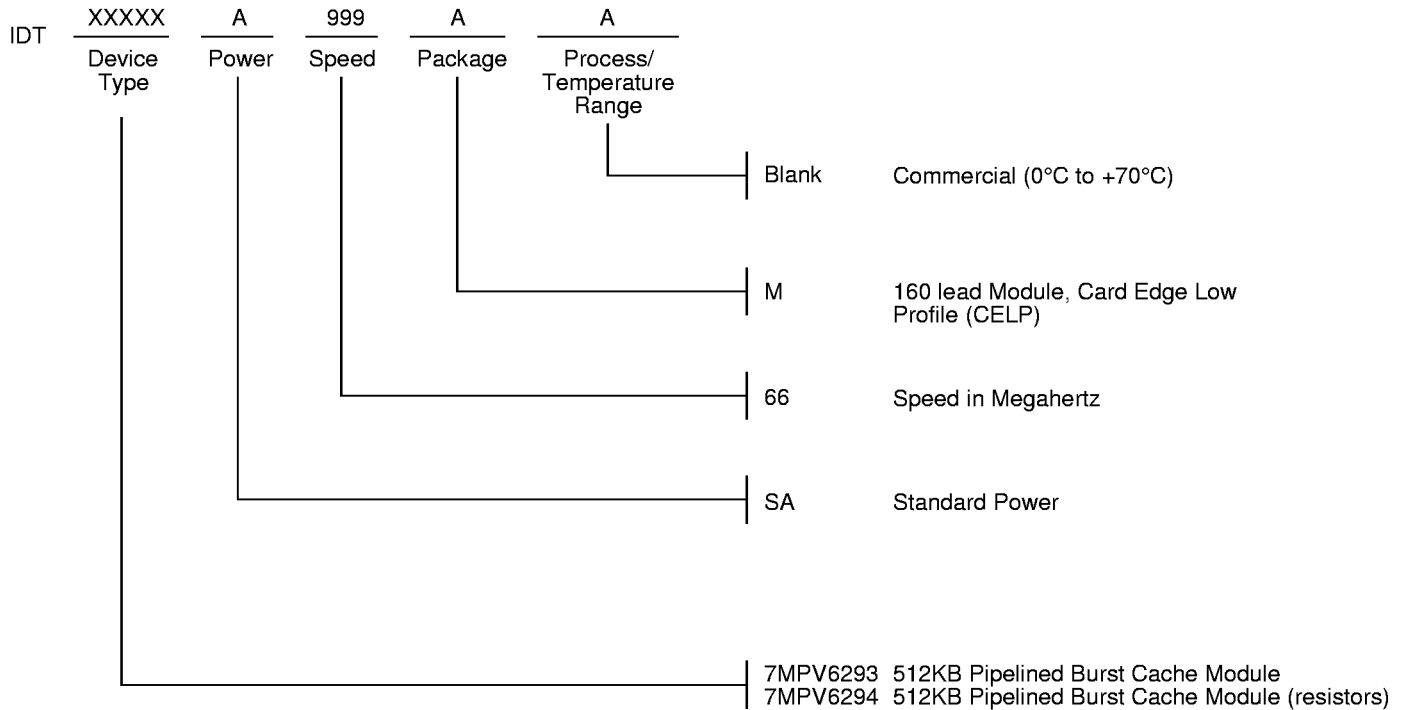 IDT XXXXX A 999 A A
Device Type Power Speed Package Process/ Temperature Range
Blank Commercial (0°C to +70°C)
M 160 lead Module, Card Edge Low
Profile (CELP)
66 Speed in Megahertz
SA Standard Power
7MPV6293 512KB Pipelined Burst Cache Module
7MPV6294 512KB Pipelined Burst Cache Module (resistors)